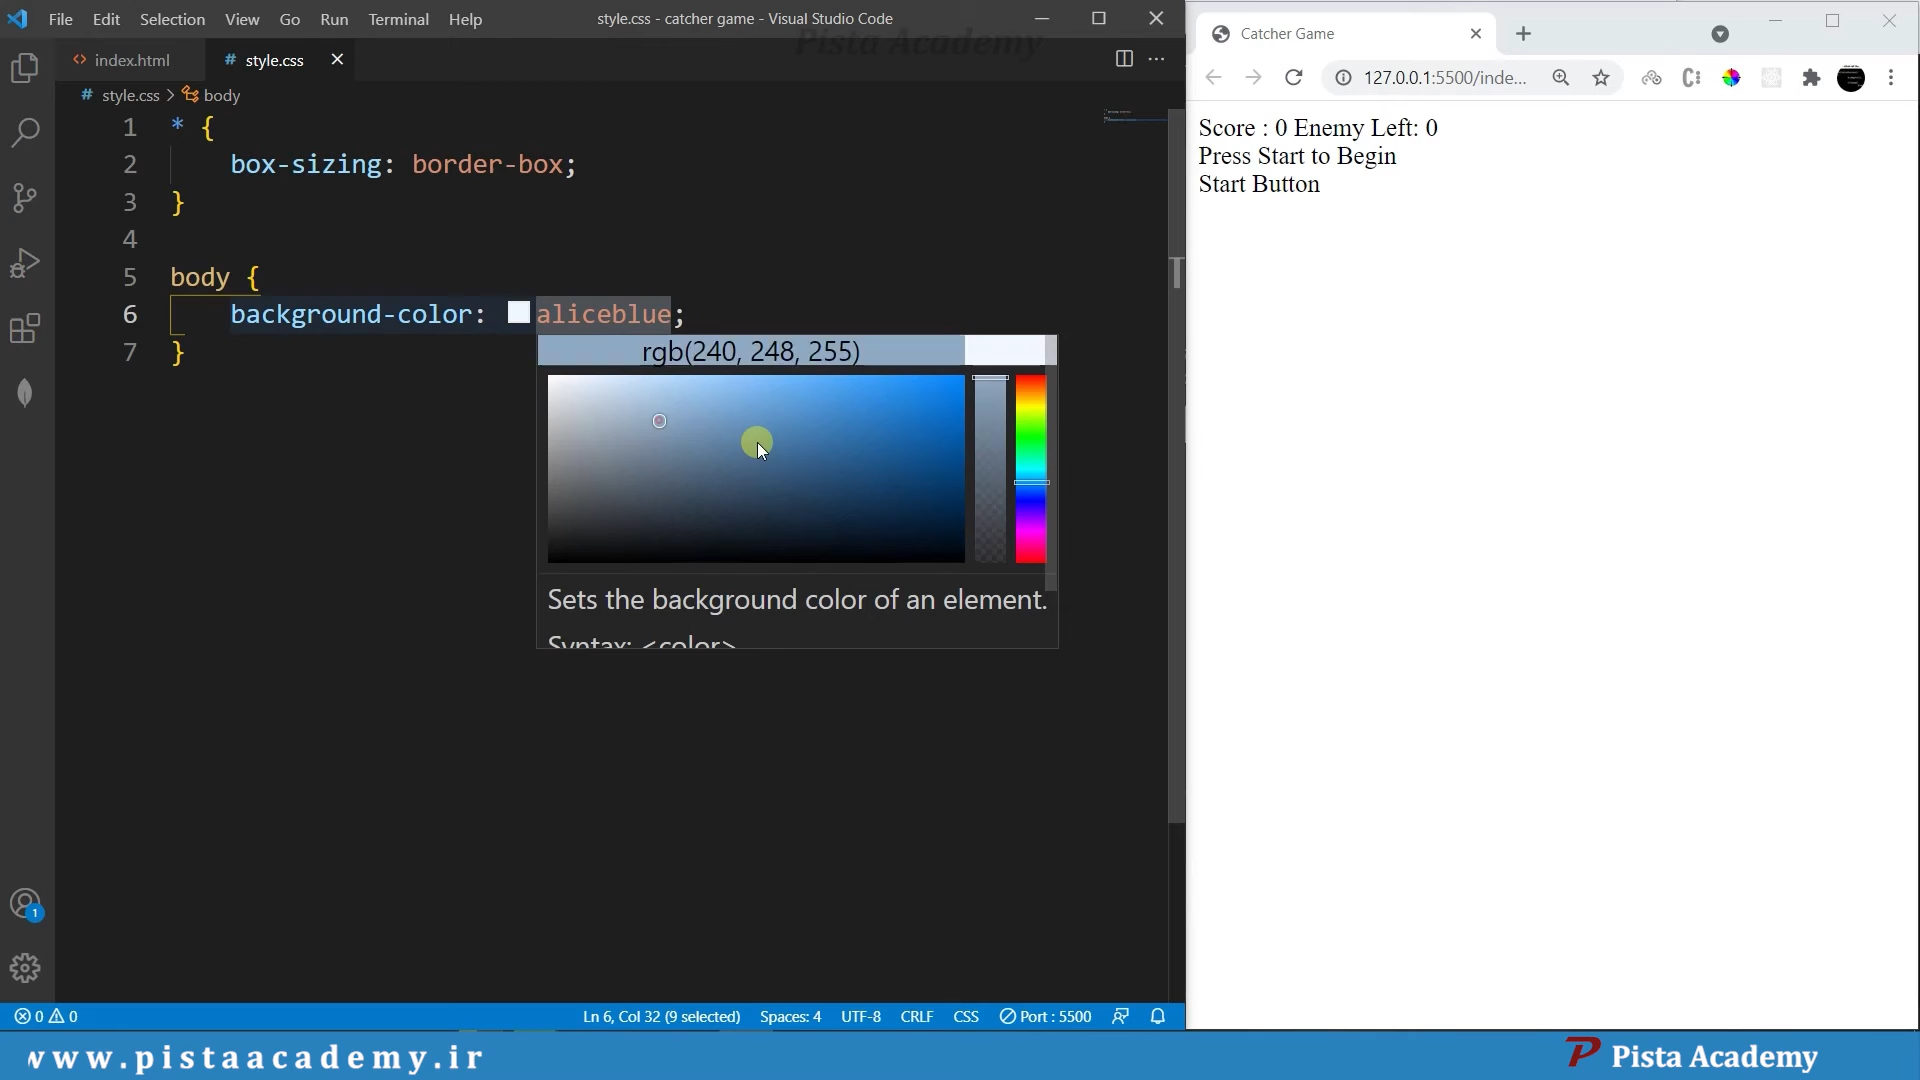 File Edit Selection View Go Run Terminal Help
style.css - catcher game - Visual Studio Code
Pista Academy
index.html
# style.css
# style.css > body
1 * {
2 box-sizing: border-box;
3 }
4
5 body {
6 background-color: aliceblue;
7 }
rgb(240, 248, 255)
Sets the background color of an element.
Syntax: <color>
1
0 0
Ln 6, Col 32 (9 selected) Spaces: 4 UTF-8 CRLF CSS Port : 5500
Catcher Game
127.0.0.1:5500/inde...
Score : 0 Enemy Left: 0
Press Start to Begin
Start Button
www.pistaacademy.ir
Pista Academy